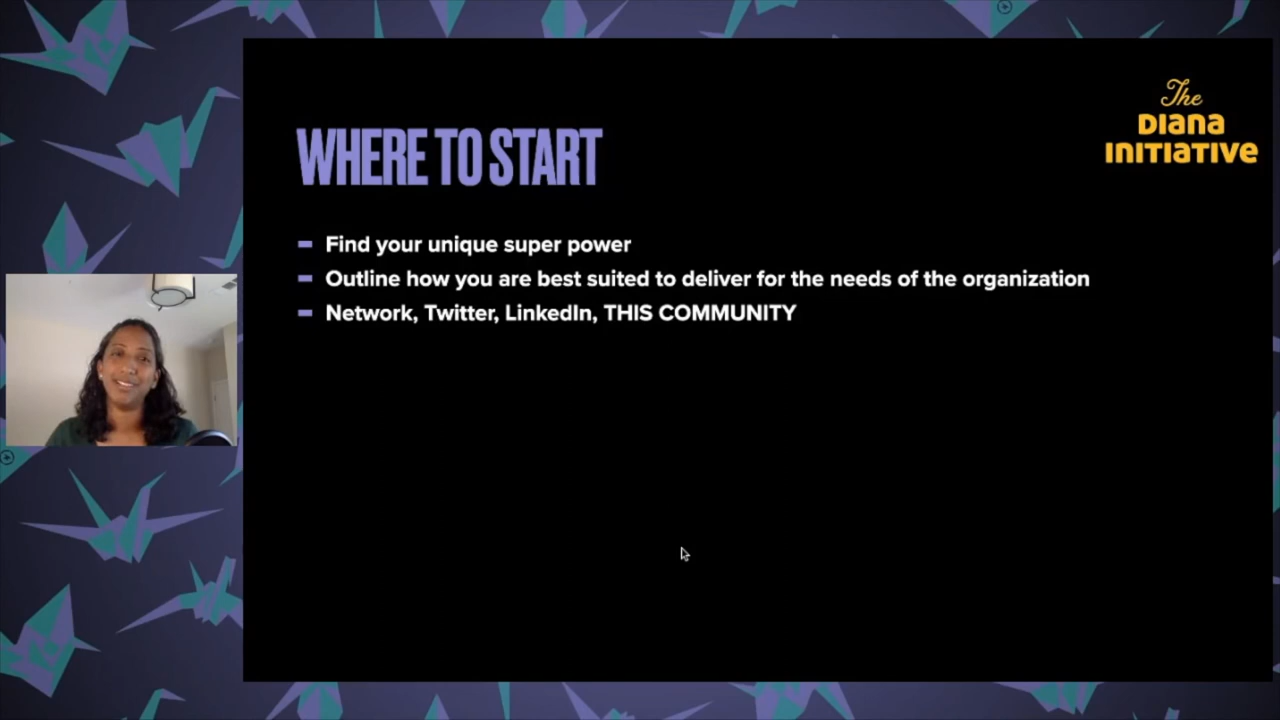 The
DIANA
INITIATIVE
WHERE TO START
Find your unique super power
Outline how you are best suited to deliver for the needs of the organization
Network, Twitter, LinkedIn, THIS COMMUNITY